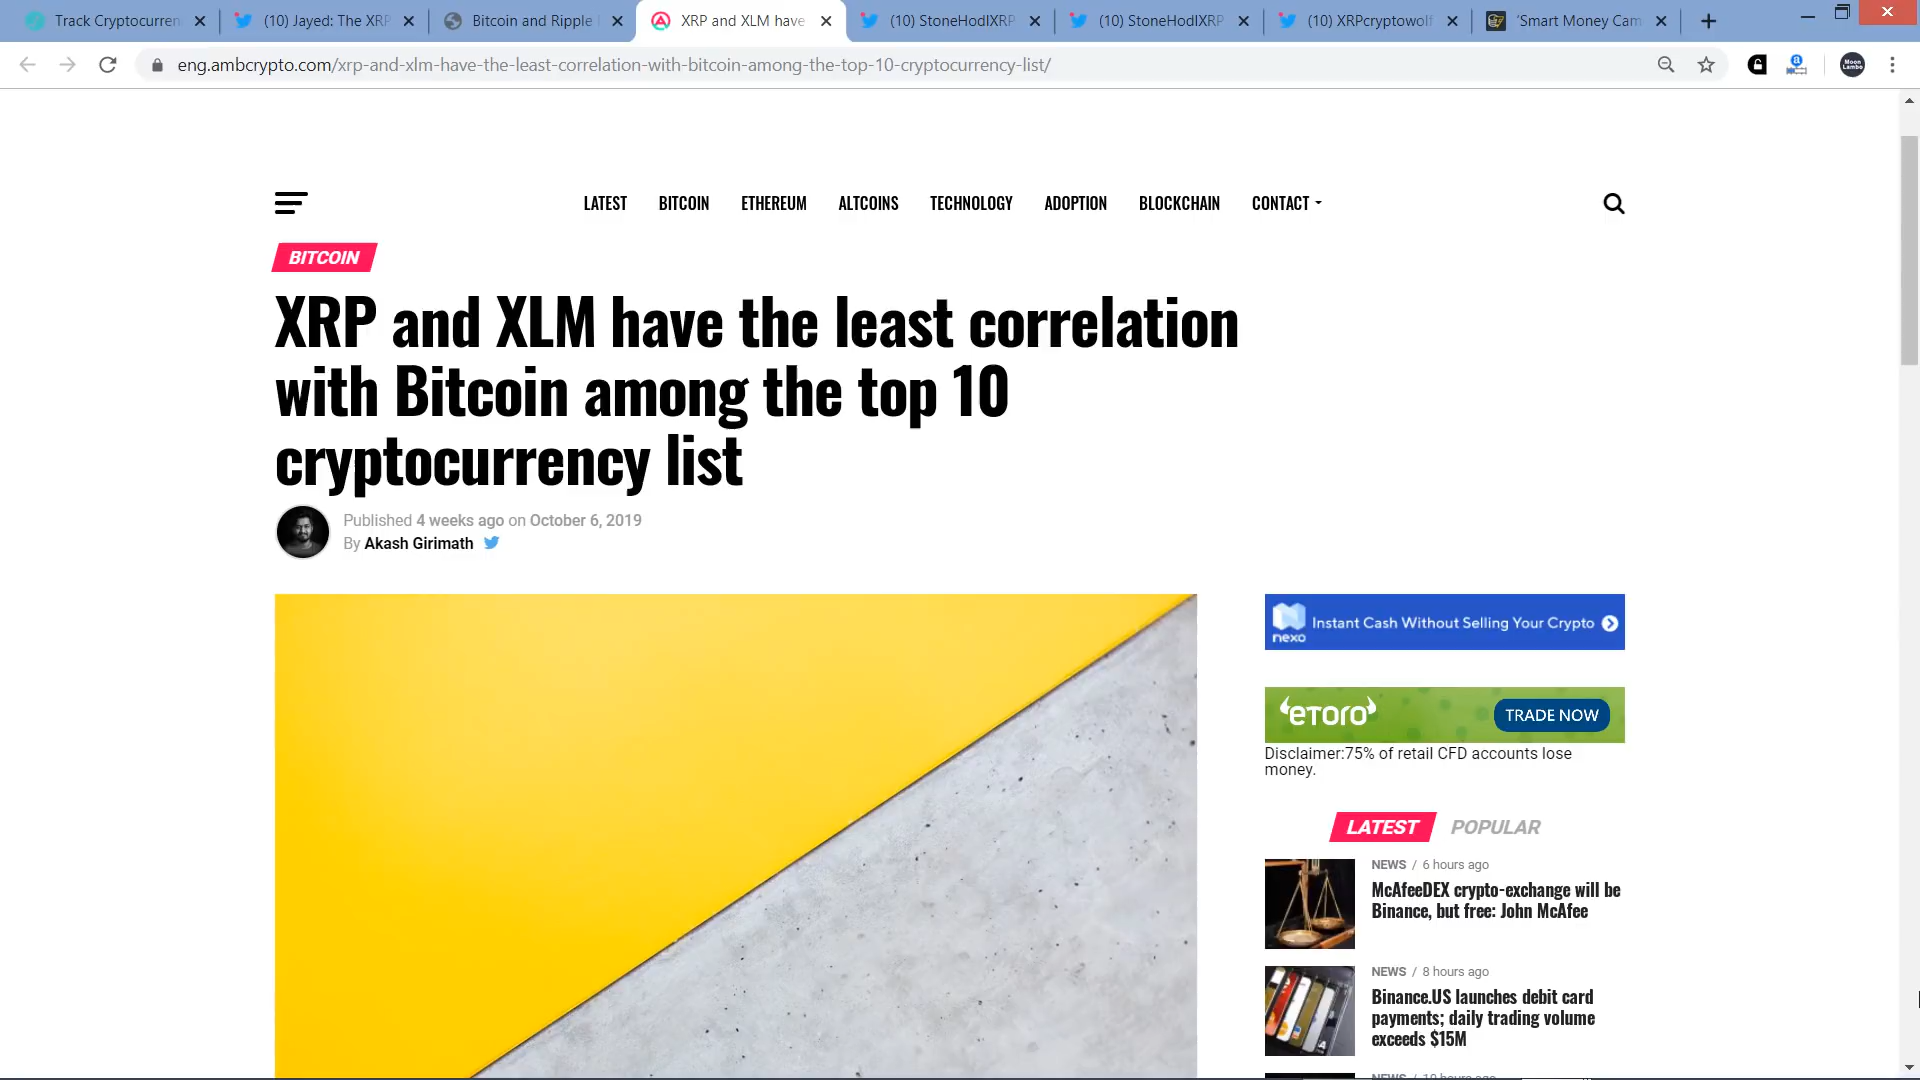 Track Cryptocurren
(10) Jayed: The XRP
Bitcoin and Ripple
XRP and XLM have
(10) StoneHodlXRP
(10) StoneHodlXRP
(10) XRPcryptowolf
'Smart Money Cam
eng.ambcrypto.com/xrp-and-xlm-have-the-least-correlation-with-bitcoin-among-the-top-10-cryptocurrency-list/
Moon Lambo
LATEST BITCOIN ETHEREUM ALTCOINS TECHNOLOGY ADOPTION BLOCKCHAIN CONTACT
BITCOIN
XRP and XLM have the least correlation
with Bitcoin among the top 10
cryptocurrency list
Published 4 weeks ago on October 6, 2019
By Akash Girimath
nexo Instant Cash Without Selling Your Crypto
eToro TRADE NOW
Disclaimer:75% of retail CFD accounts lose
money.
LATEST POPULAR
NEWS / 6 hours ago
McAfeeDEX crypto-exchange will be
Binance, but free: John McAfee
NEWS / 8 hours ago
Binance.US launches debit card
payments; daily trading volume
exceeds $15M
NEWS / 10 hours ago